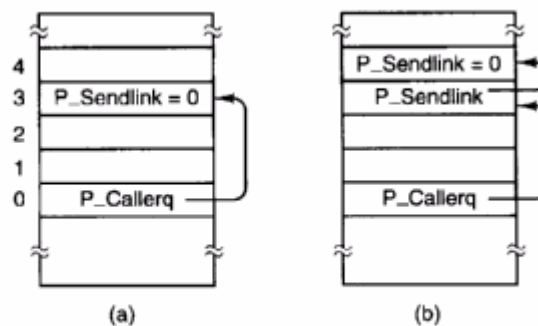 4
P_Sendlink = 0
3
P_Sendlink = 0
P_Sendlink
2
1
0
P_Callerq
P_Callerq
(a)
(b)